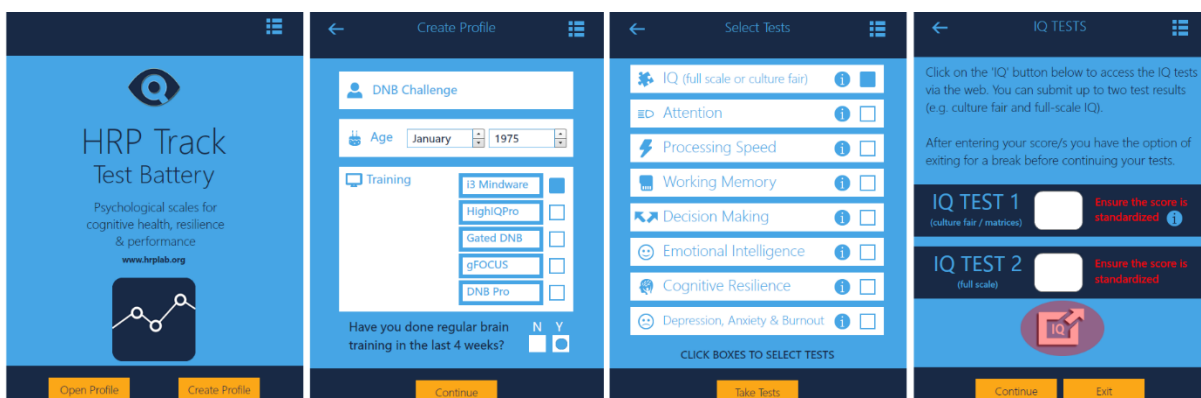 HRP Track
Test Battery
Psychological scales for
cognitive health, resilience
& performance
www.hrplab.org
Open Profile
Create Profile
Create Profile
DNB Challenge
Age
January
1975
Training
i3 Mindware
HighIQPro
Gated DNB
gFOCUS
DNB Pro
Have you done regular brain
training in the last 4 weeks?
N Y
Continue
Select Tests
IQ (full scale or culture fair)
Attention
Processing Speed
Working Memory
Decision Making
Emotional Intelligence
Cognitive Resilience
Depression, Anxiety & Burnout
CLICK BOXES TO SELECT TESTS
Take Tests
IQ TESTS
Click on the 'IQ' button below to access the IQ tests
via the web. You can submit up to two test results
(e.g. culture fair and full-scale IQ).
After entering your score/s you have the option of
exiting for a break before continuing your tests.
IQ TEST 1
(culture fair / matrices)
Ensure the score is
standardized
IQ TEST 2
(full scale)
Ensure the score is
standardized
IQ
Continue
Exit